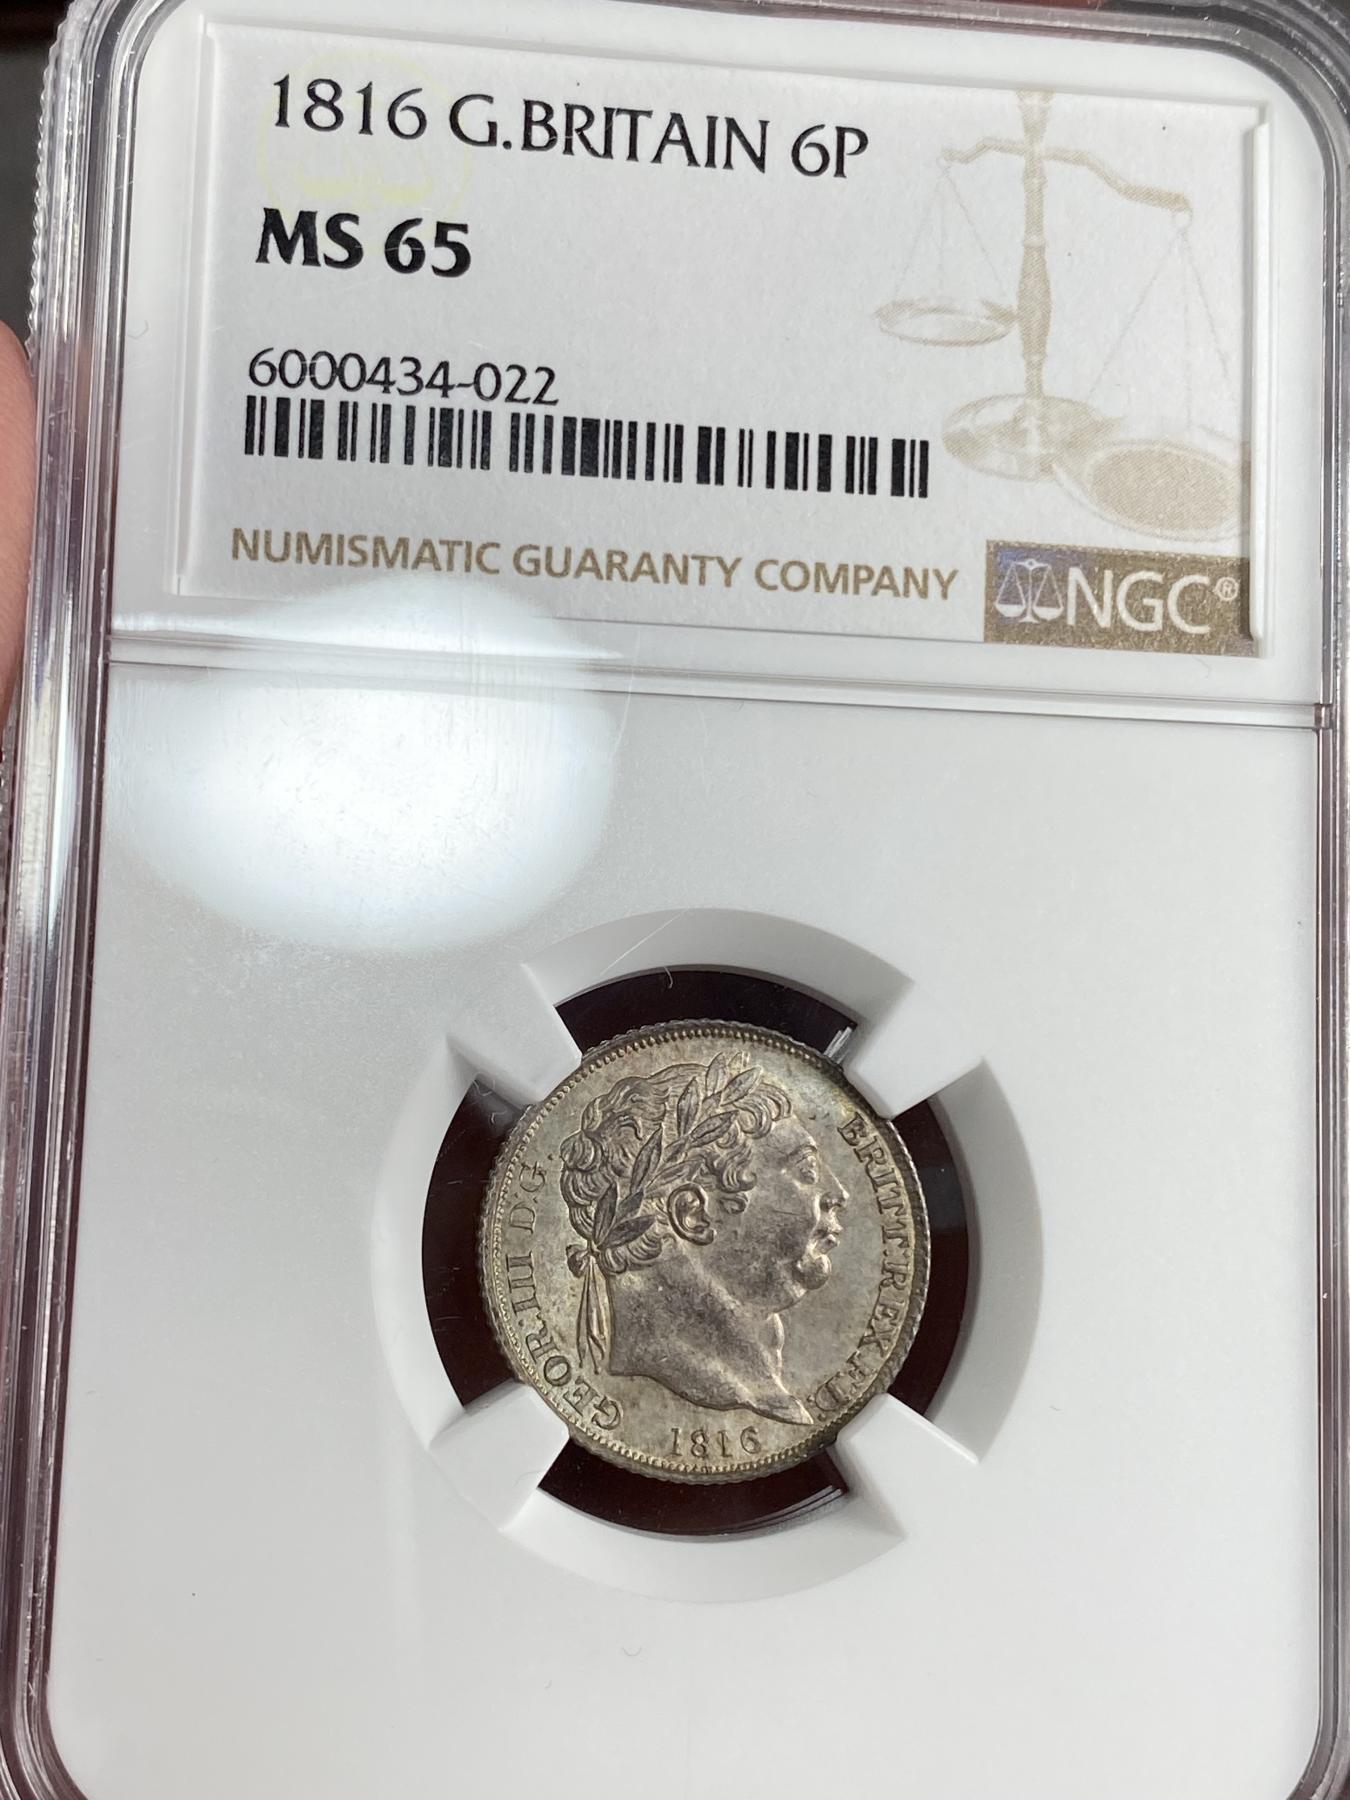 1816 G.BRITAIN 6P
MS 65
6000434-022
NUMISMATIC GUARANTY COMPANY
NGC®
GEOR: III D:G:
BRITT: REX F:D:
1816